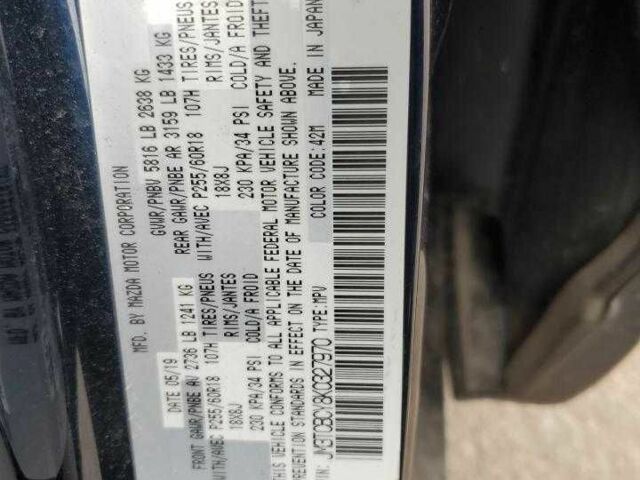 MFD. BY MAZDA MOTOR CORPORATION
DATE 05/19 GVWR/PNBV 5816 LB 2638 KG
FRONT GAWR/PNBE AV 2736 LB 1241 KG REAR GAWR/PNBE AR 3159 LB 1433 KG
WITH/AVEC P255/60R18 107H TIRES/PNEUS WITH/AVEC P255/60R18 107H TIRES/PNEUS
18X8J RIMS/JANTES 18X8J RIMS/JANTES
230 KPA/34 PSI COLD/A FROID 230 KPA/34 PSI COLD/A FROID
VEHICLE CONFORMS TO ALL APPLICABLE FEDERAL MOTOR VEHICLE SAFETY AND THEFT
PREVENTION STANDARDS IN EFFECT ON THE DATE OF MANUFACTURE SHOWN ABOVE.
JM3TCBCY8K0327970 TYPE:MPV COLOR CODE: 42M MADE IN JAPAN